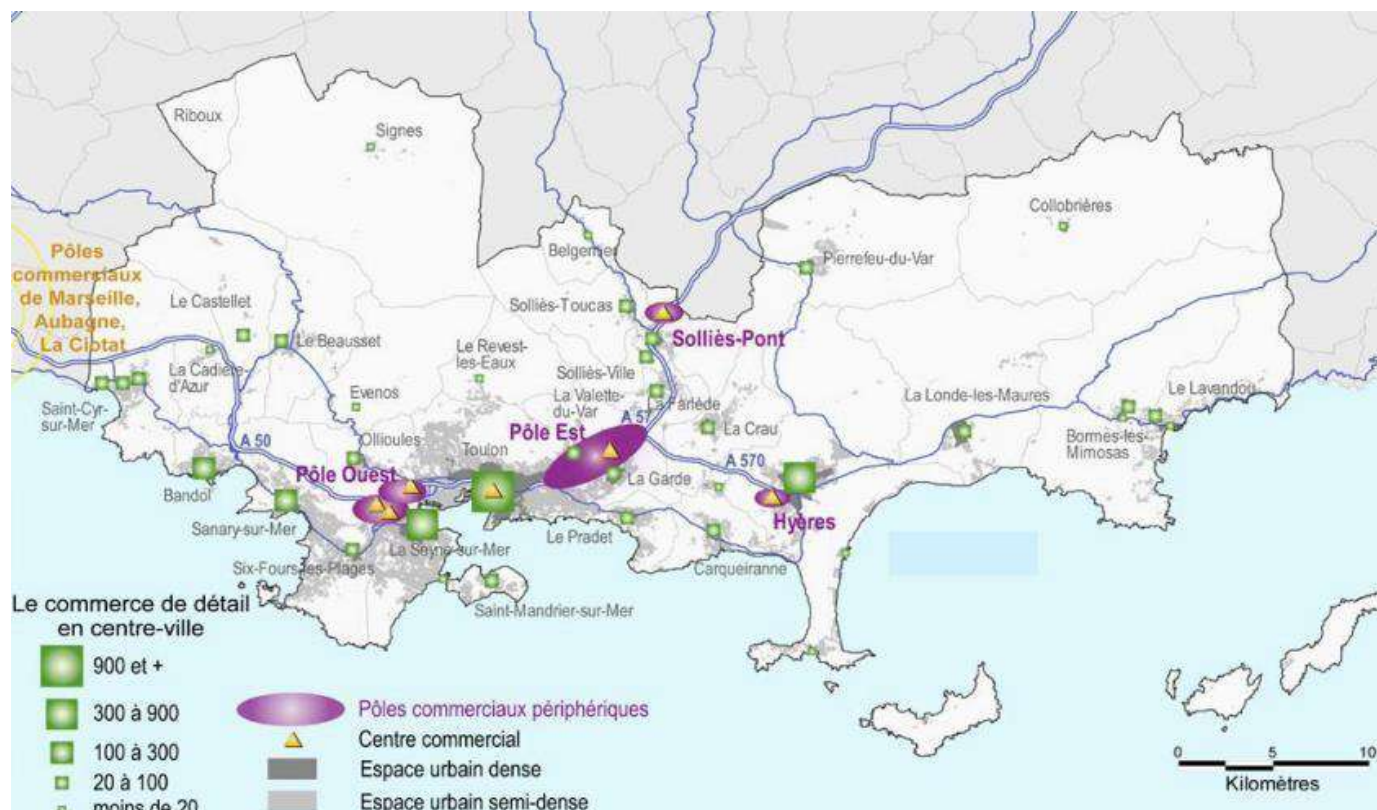 Riboux
Signes
Collobrières
Pôles
commerciaux
de Marseille,
Aubagne,
La Ciotat
Belgentier
Pierrefeu-du-Var
Le Castellet
Solliès-Toucas
Solliès-Pont
Le Beausset
Le Revest-
les-Eaux
La Cadière-
d'Azur
Solliès-Ville
La Valette-
du-Var
La Farlède
La Londe-les-Maures
Le Lavandou
Saint-Cyr-
sur-Mer
Evenos
A 57
Pôle Est
La Crau
Bormes-les-
Mimosas
A 50
Ollioules
Toulon
A 570
Pôle Ouest
La Garde
Bandol
Hyères
Sanary-sur-Mer
Le Pradet
La Seyne-sur-Mer
Carqueiranne
Six-Fours-les-Plages
Saint-Mandrier-sur-Mer
Le commerce de détail
en centre-ville
900 et +
300 à 900
100 à 300
20 à 100
moins de 20
Pôles commerciaux périphériques
Centre commercial
Espace urbain dense
Espace urbain semi-dense
0 5 10
Kilomètres